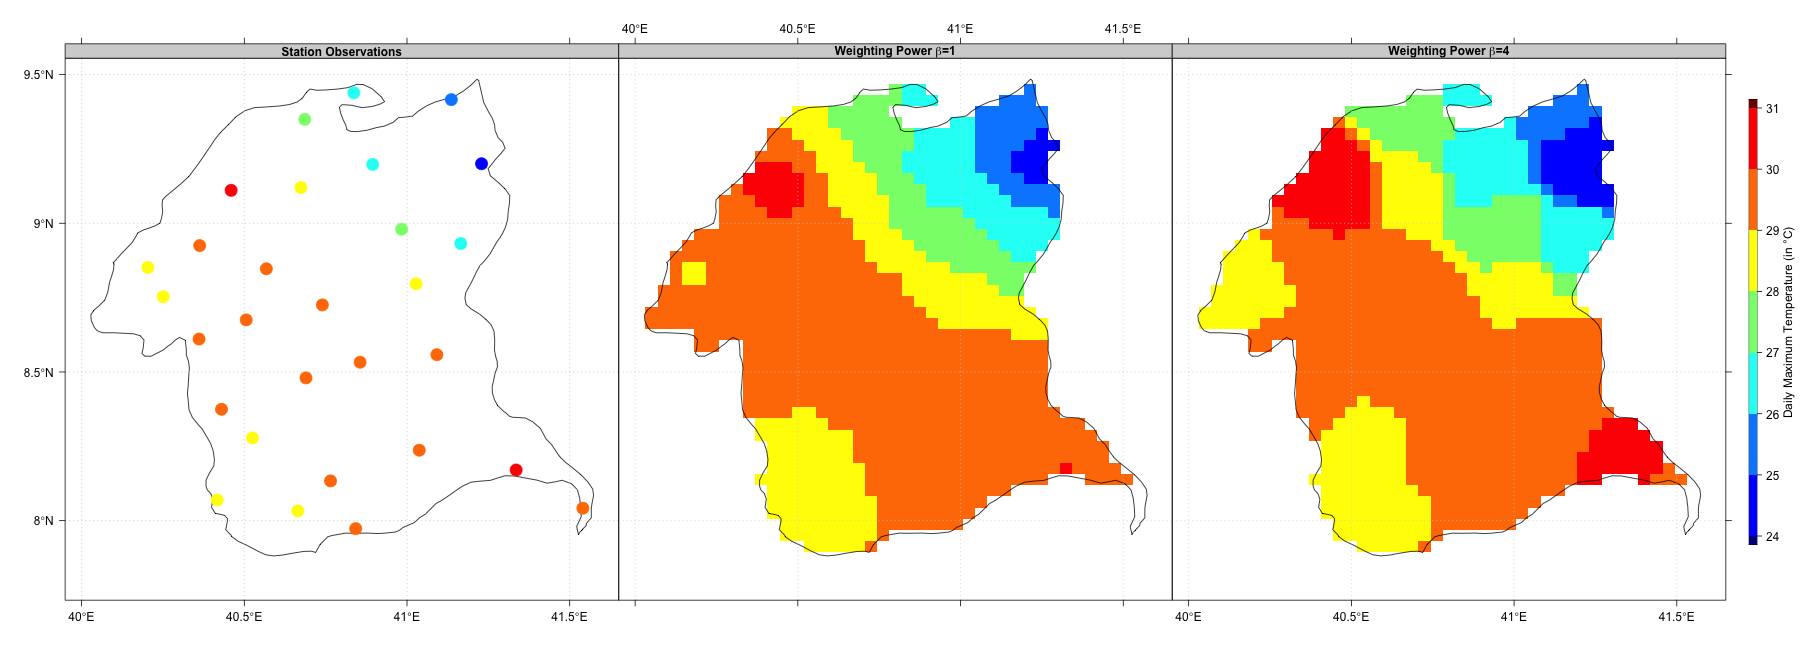 40°E 40.5°E 41°E 41.5°E
Station Observations Weighting Power β=1 Weighting Power β=4
9.5°N
9°N
8.5°N
8°N
40°E 40.5°E 41°E 41.5°E 40°E 40.5°E 41°E 41.5°E
31
30
29
28
27
26
25
24
Daily Maximum Temperature (in °C)